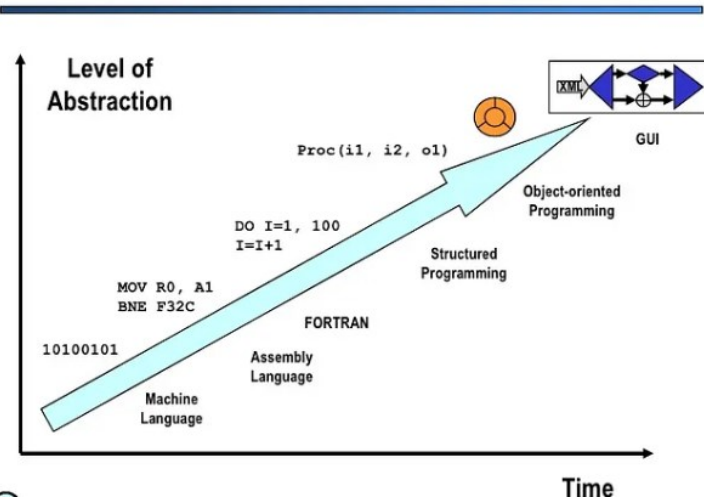 Level of
Abstraction
XML
GUI
Proc(i1, i2, o1)
Object-oriented
Programming
DO I=1, 100
I=I+1
Structured
Programming
MOV R0, A1
BNE F32C
FORTRAN
10100101
Assembly
Language
Machine
Language
Time